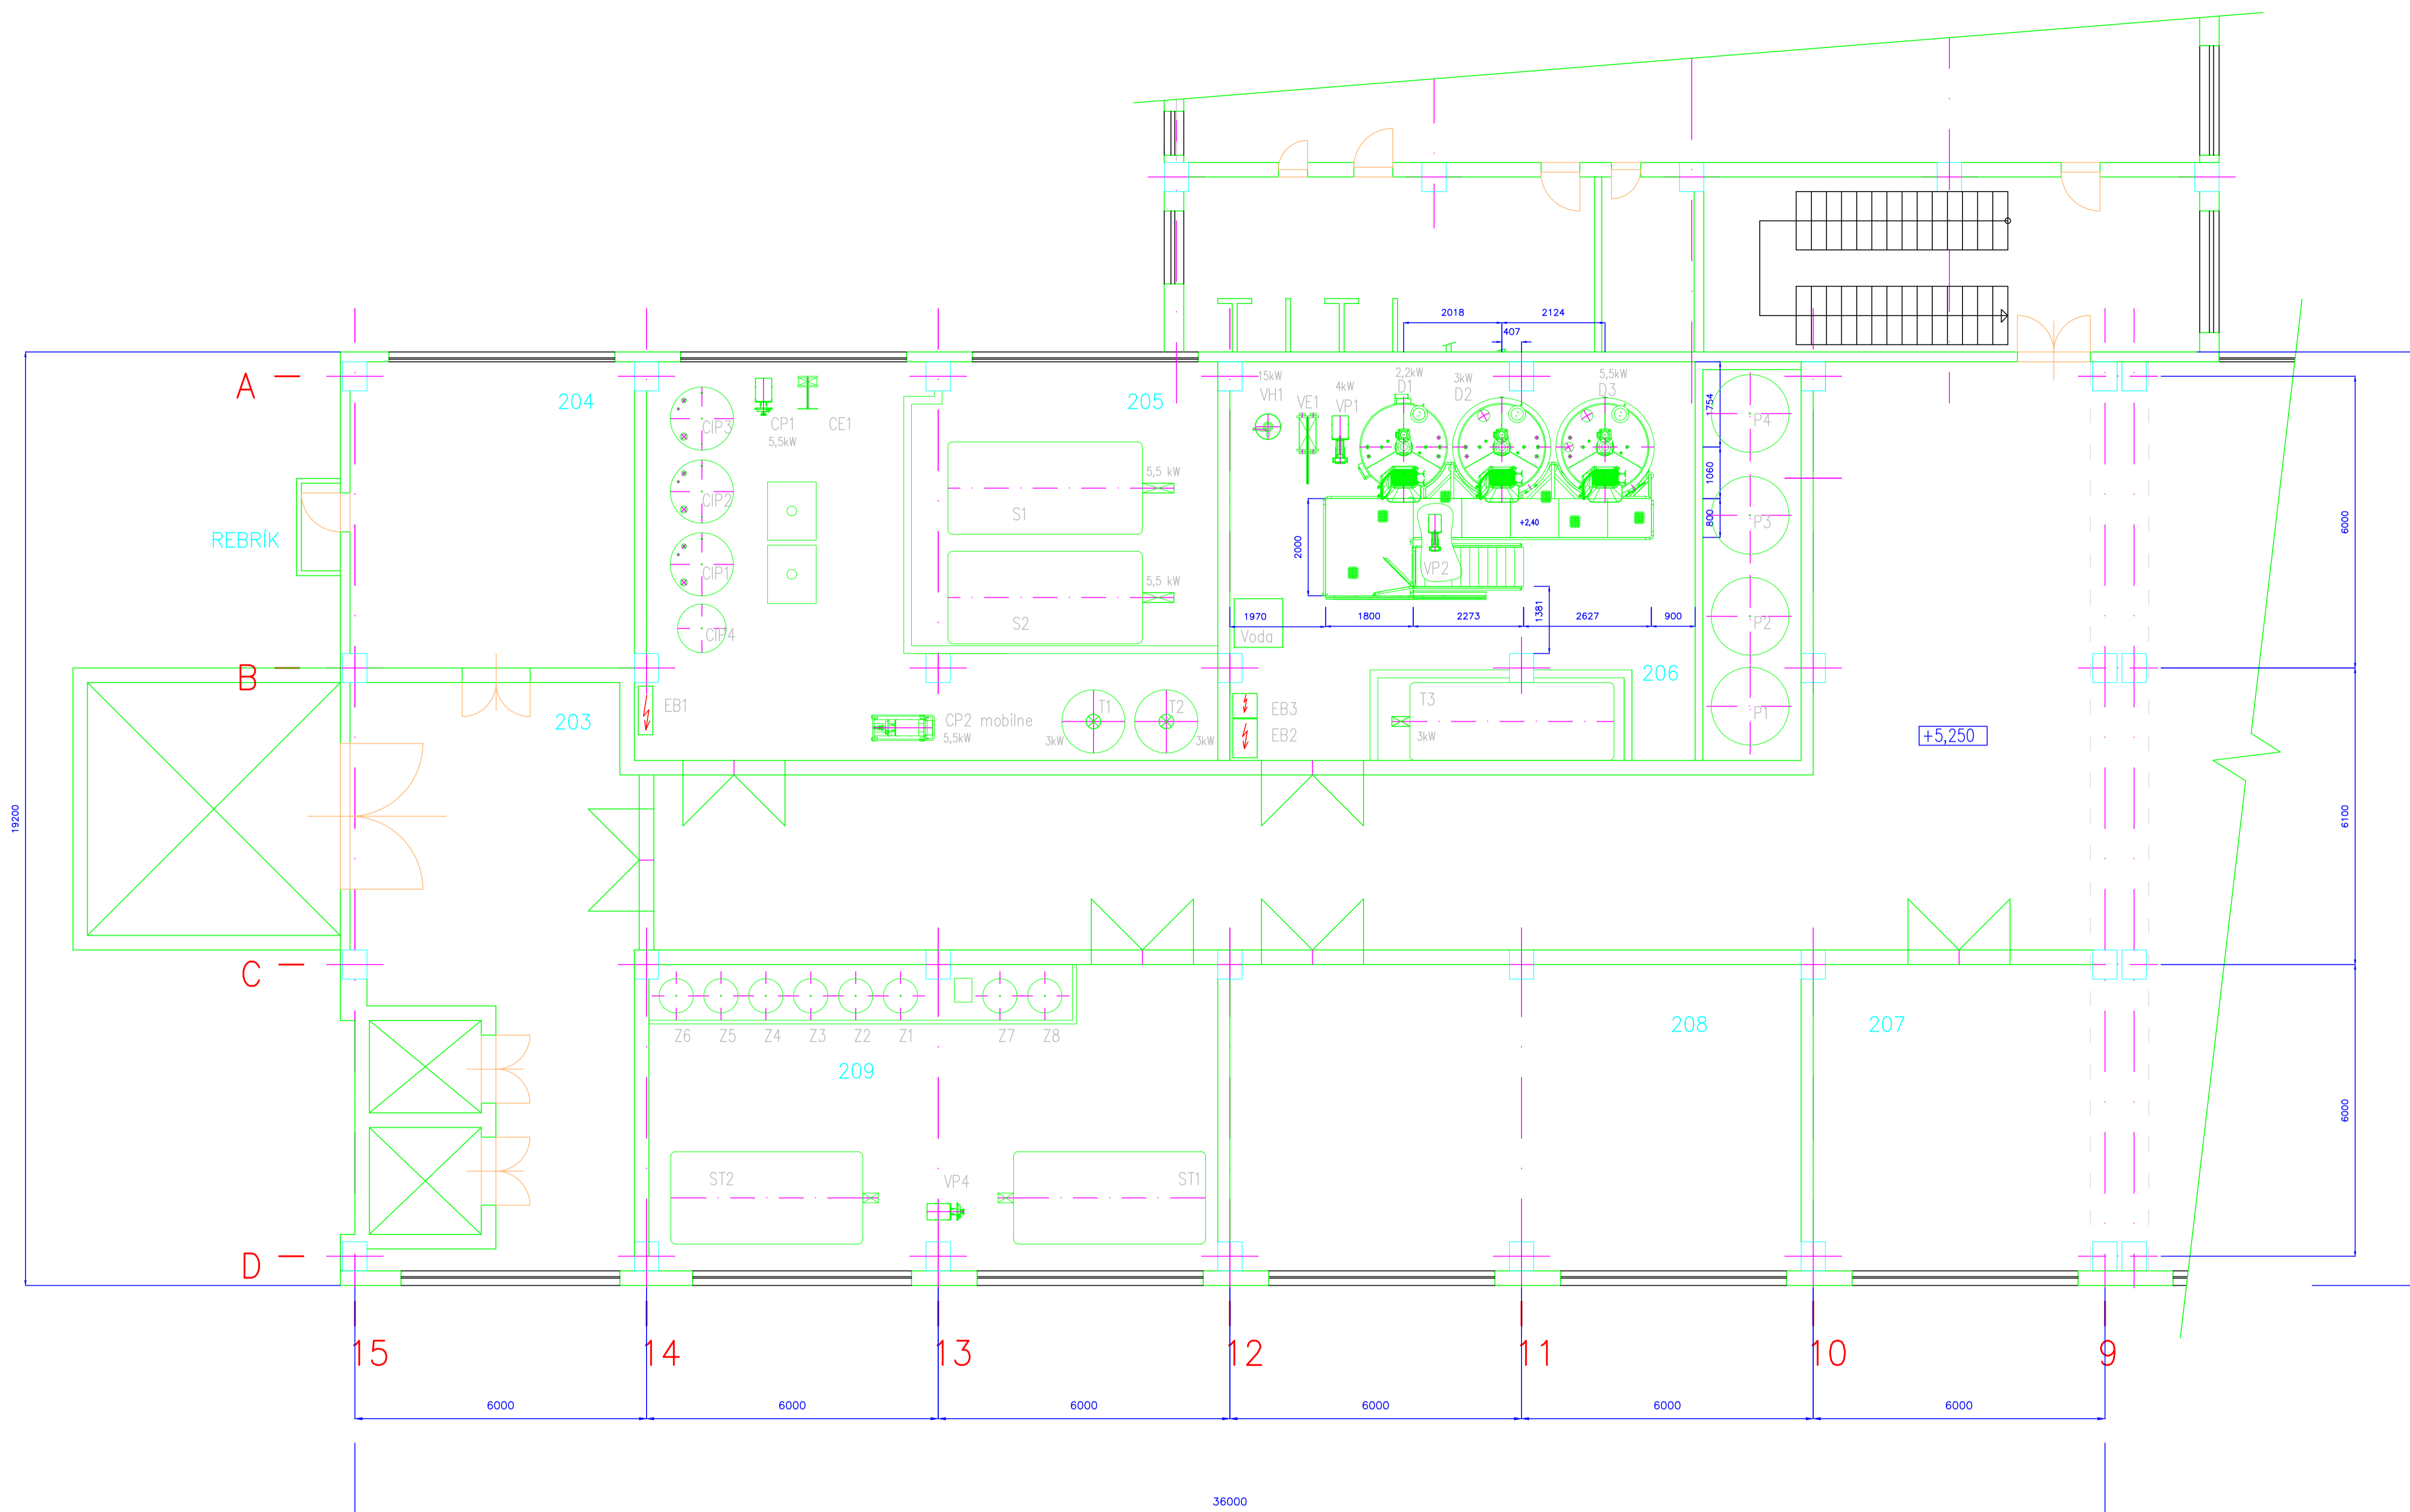 2018
2124
407
A
204
205
15kW
VH1
VE1
4kW
VP1
2,2kW
D1
3kW
D2
5,5kW
D3
1754
P4
CIP3
CP1
5,5kW
CE1
5,5 kW
S1
CIP2
1060
800
+2,40
P3
6000
REBRÍK
2000
CIP1
5,5 kW
VP2
S2
CIP4
1970
1800
2273
1381
2627
900
Voda
P2
B
206
203
EB1
CP2 mobilne
5,5kW
T1
3kW
T2
3kW
EB3
EB2
T3
3kW
P1
+5,250
19200
6100
C
Z6
Z5
Z4
Z3
Z2
Z1
Z7
Z8
209
208
207
6000
ST2
VP4
ST1
D
15
14
13
12
11
10
9
6000
6000
6000
6000
6000
6000
36000